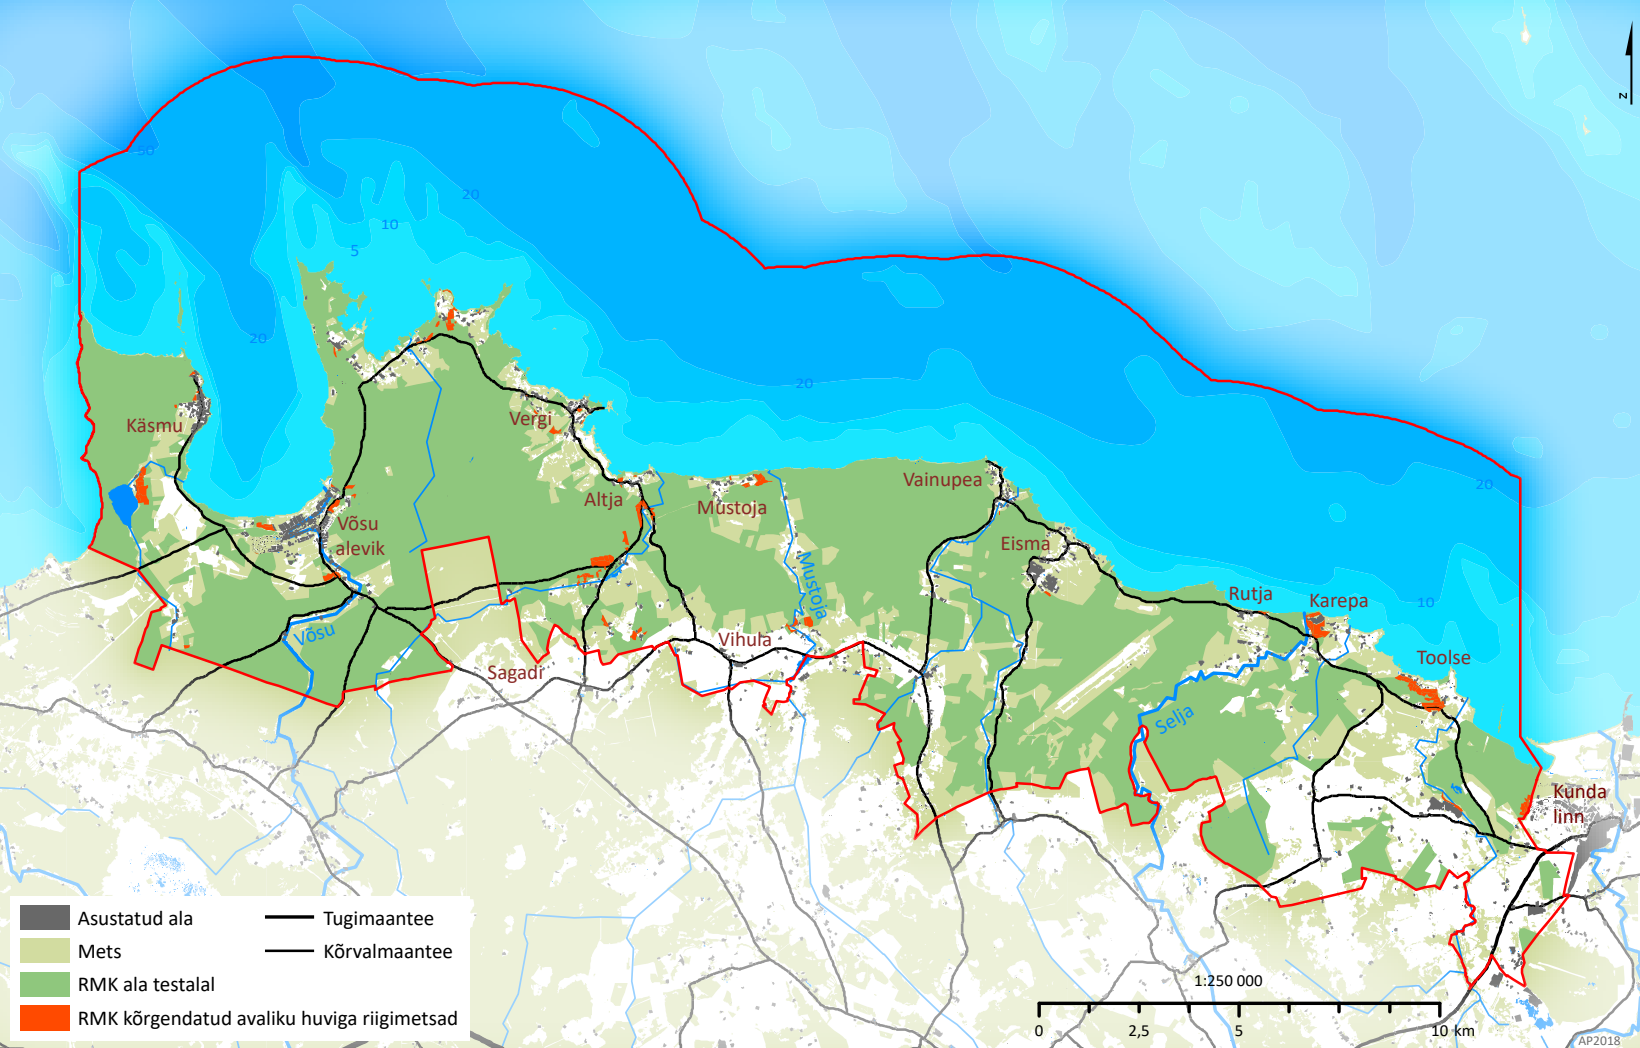 z
50
20
10
5
20
20
20
10
Käsmu
Vergi
Võsu
alevik
Altja
Mustoja
Vainupea
Eisma
Mustoja
Rutja
Karepa
Toolse
Võsu
Sagadi
Vihula
Selja
Kunda
linn
Asustatud ala
Tugimaantee
Mets
Kõrvalmaantee
RMK ala testalal
RMK kõrgendatud avaliku huviga riigimetsad
1:250 000
0
2,5
5
10 km
AP2018